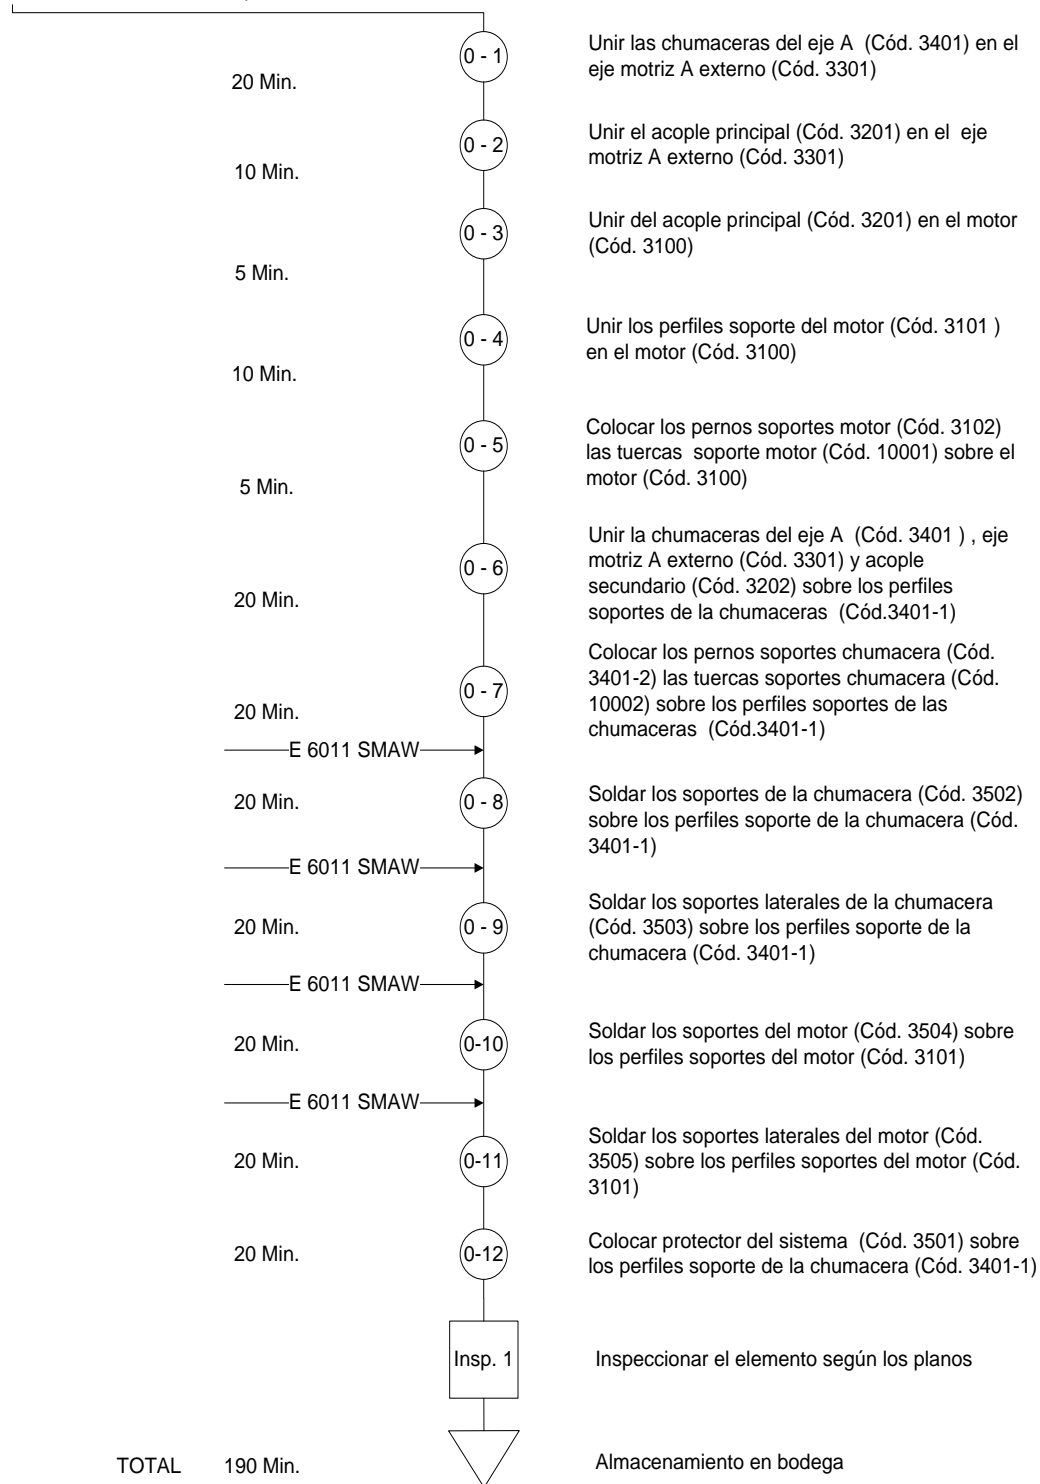 0 - 1
Unir las chumaceras del eje A (Cód. 3401) en el
eje motriz A externo (Cód. 3301)
20 Min.
0 - 2
Unir el acople principal (Cód. 3201) en el eje
motriz A externo (Cód. 3301)
10 Min.
0 - 3
Unir del acople principal (Cód. 3201) en el motor
(Cód. 3100)
5 Min.
0 - 4
Unir los perfiles soporte del motor (Cód. 3101 )
en el motor (Cód. 3100)
10 Min.
0 - 5
Colocar los pernos soportes motor (Cód. 3102)
las tuercas soporte motor (Cód. 10001) sobre el
motor (Cód. 3100)
5 Min.
0 - 6
Unir la chumaceras del eje A (Cód. 3401 ) , eje
motriz A externo (Cód. 3301) y acople
secundario (Cód. 3202) sobre los perfiles
soportes de la chumaceras (Cód.3401-1)
20 Min.
0 - 7
Colocar los pernos soportes chumacera (Cód.
3401-2) las tuercas soportes chumacera (Cód.
10002) sobre los perfiles soportes de las
chumaceras (Cód.3401-1)
20 Min.
E 6011 SMAW
20 Min.
0 - 8
Soldar los soportes de la chumacera (Cód. 3502)
sobre los perfiles soporte de la chumacera (Cód.
3401-1)
E 6011 SMAW
20 Min.
0 - 9
Soldar los soportes laterales de la chumacera
(Cód. 3503) sobre los perfiles soporte de la
chumacera (Cód. 3401-1)
E 6011 SMAW
20 Min.
0-10
Soldar los soportes del motor (Cód. 3504) sobre
los perfiles soportes del motor (Cód. 3101)
E 6011 SMAW
20 Min.
0-11
Soldar los soportes laterales del motor (Cód.
3505) sobre los perfiles soportes del motor (Cód.
3101)
20 Min.
0-12
Colocar protector del sistema (Cód. 3501) sobre
los perfiles soporte de la chumacera (Cód. 3401-1)
Insp. 1
Inspeccionar el elemento según los planos
TOTAL 190 Min.
Almacenamiento en bodega